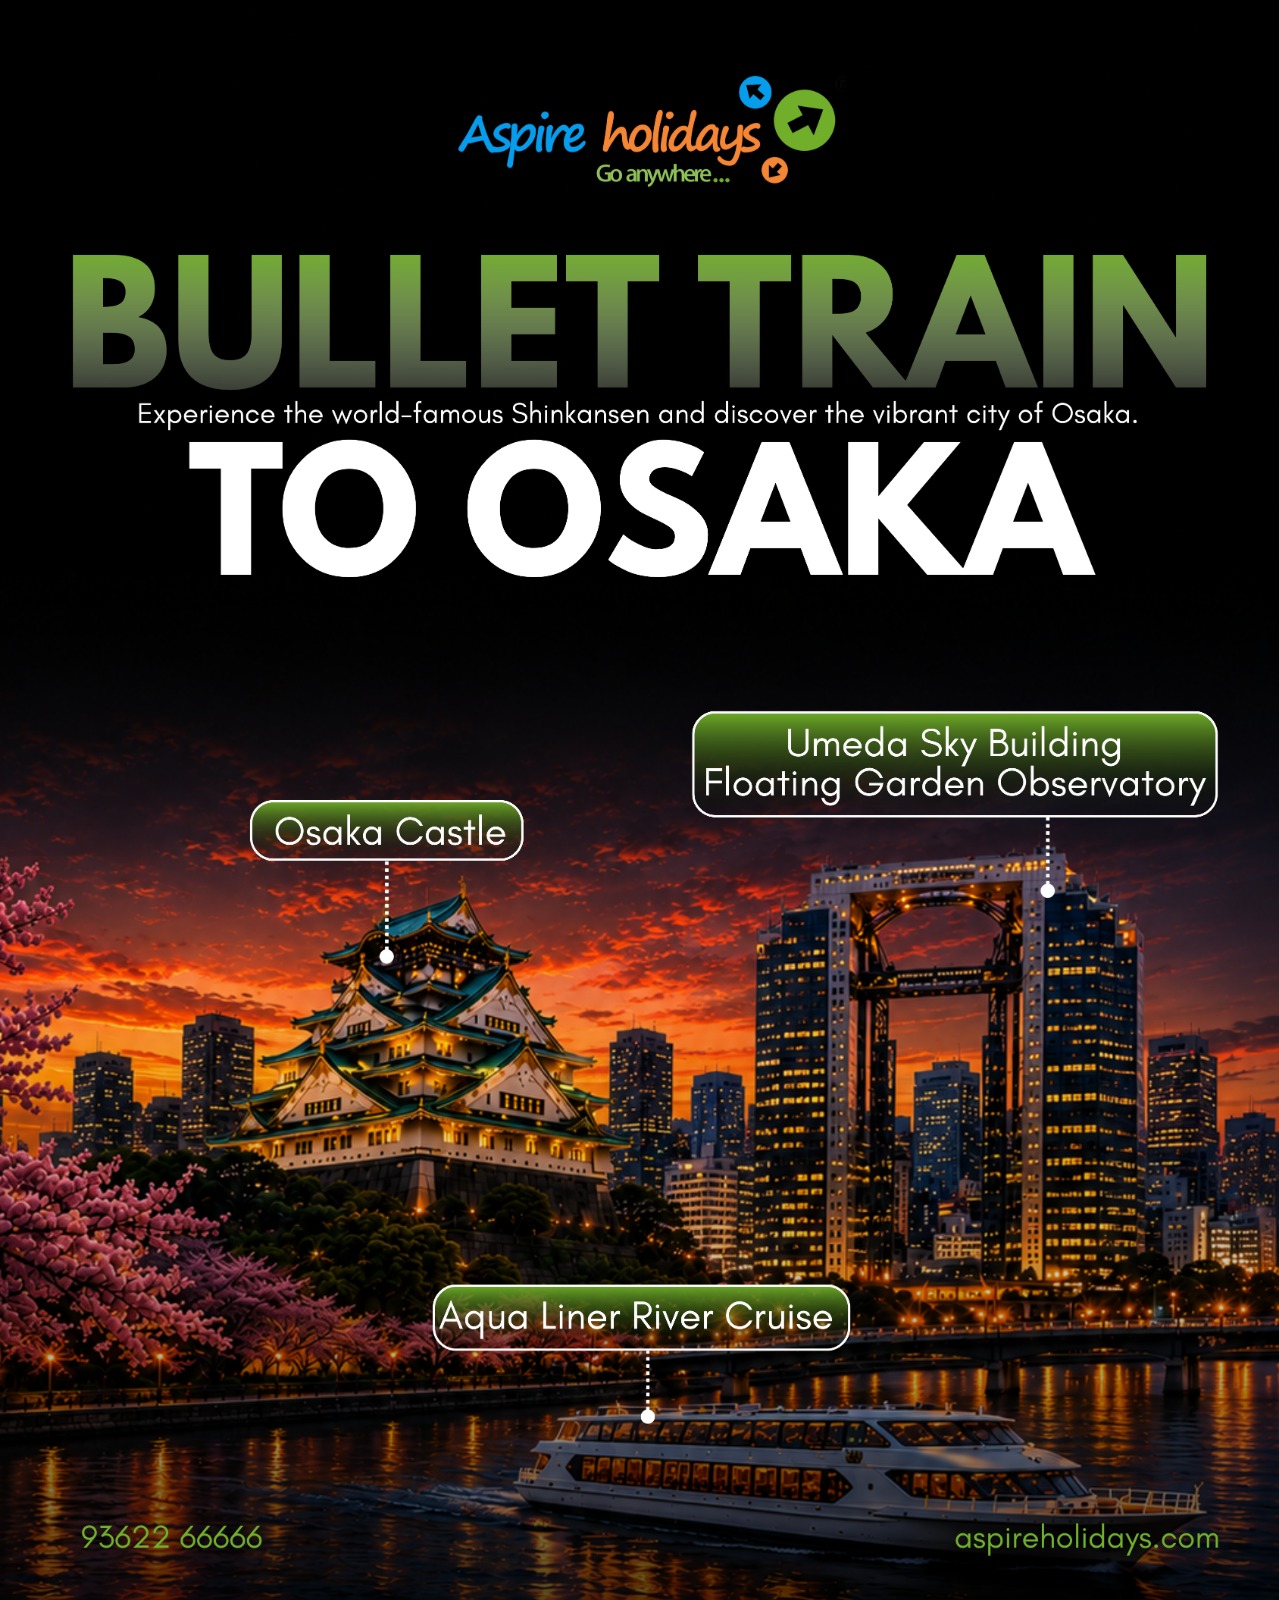 Aspire holidays
Go anywhere...
BULLET TRAIN
Experience the world-famous Shinkansen and discover the vibrant city of Osaka.
TO OSAKA
Umeda Sky Building
Floating Garden Observatory
Osaka Castle
Aqua Liner River Cruise
93622 66666
aspireholidays.com